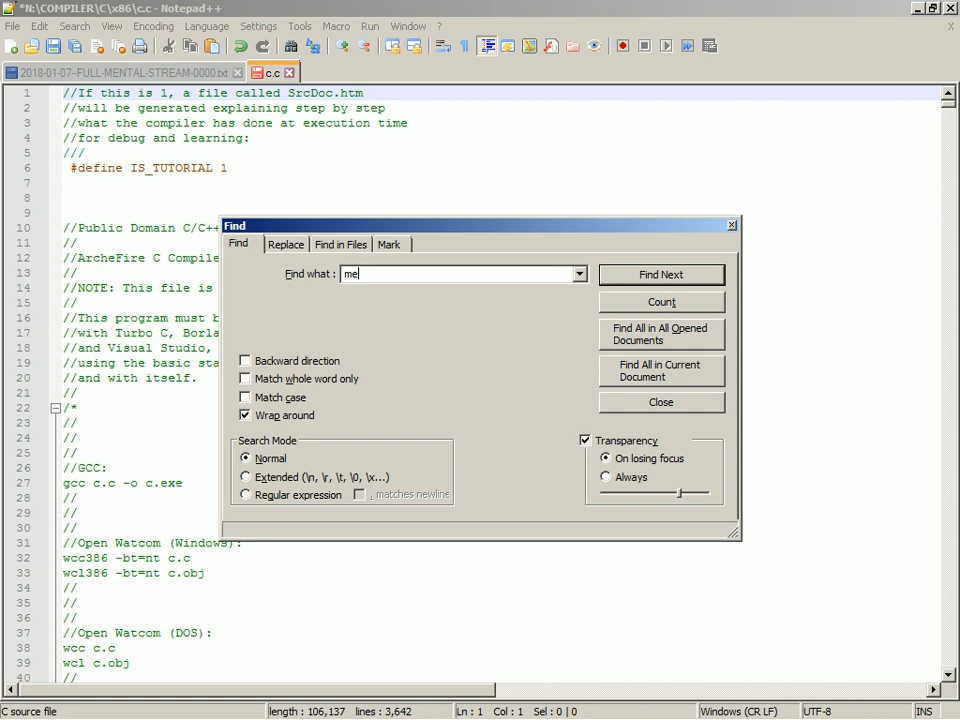 *N:\COMPILER\C\x86\c.c - Notepad++
File Edit Search View Encoding Language Settings Tools Macro Run Window ? X
2018-01-07--FULL-MENTAL-STREAM-0000.txt c.c
1 //If this is 1, a file called SrcDoc.htm
2 //will be generated explaining step by step
3 //what the compiler has done at execution time
4 //for debug and learning:
5 ///
6 #define IS_TUTORIAL 1
7
8
9
10 //Public Domain C/C++
11 //
12 //ArcheFire C Compile
13 //
14 //NOTE: This file is
15 //
16 //This program must b
17 //with Turbo C, Borla
18 //and Visual Studio,
19 //using the basic sta
20 //and with itself.
21 //
22 /*
23 //
24 //
25 //
26 //GCC:
27 gcc c.c -o c.exe
28 //
29 //
30 //
31 //Open Watcom (Windows):
32 wcc386 -bt=nt c.c
33 wcl386 -bt=nt c.obj
34 //
35 //
36 //
37 //Open Watcom (DOS):
38 wcc c.c
39 wcl c.obj
40 //
Find
Find Replace Find in Files Mark
Find what : me
Find Next
Count
Find All in All Opened
Documents
Find All in Current
Document
Close
Backward direction
Match whole word only
Match case
Wrap around
Search Mode
Normal
Extended (\n, \r, \t, \0, \x...)
Regular expression . matches newline
Transparency
On losing focus
Always
C source file length : 106,137 lines : 3,642 Ln : 1 Col : 1 Sel : 0 | 0 Windows (CR LF) UTF-8 INS